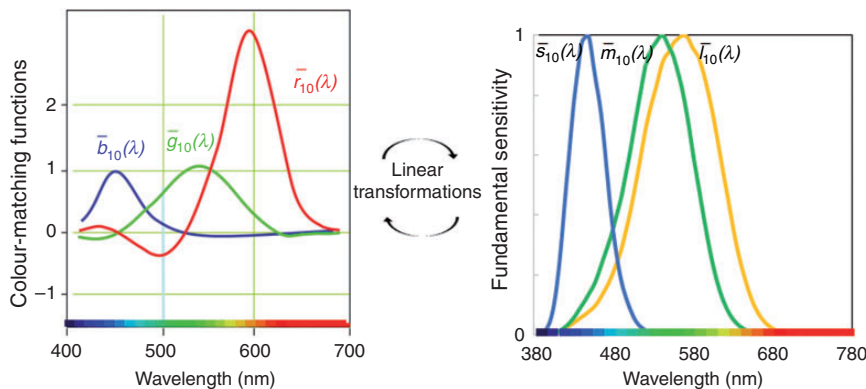 Colour-matching functions
2
1
0
−1
r̄₁₀(λ)
b̄₁₀(λ)
ḡ₁₀(λ)
400 500 600 700
Wavelength (nm)
Linear
transformations
Fundamental sensitivity
1
0
s̄₁₀(λ) m̄₁₀(λ) l̄₁₀(λ)
380 480 580 680 780
Wavelength (nm)